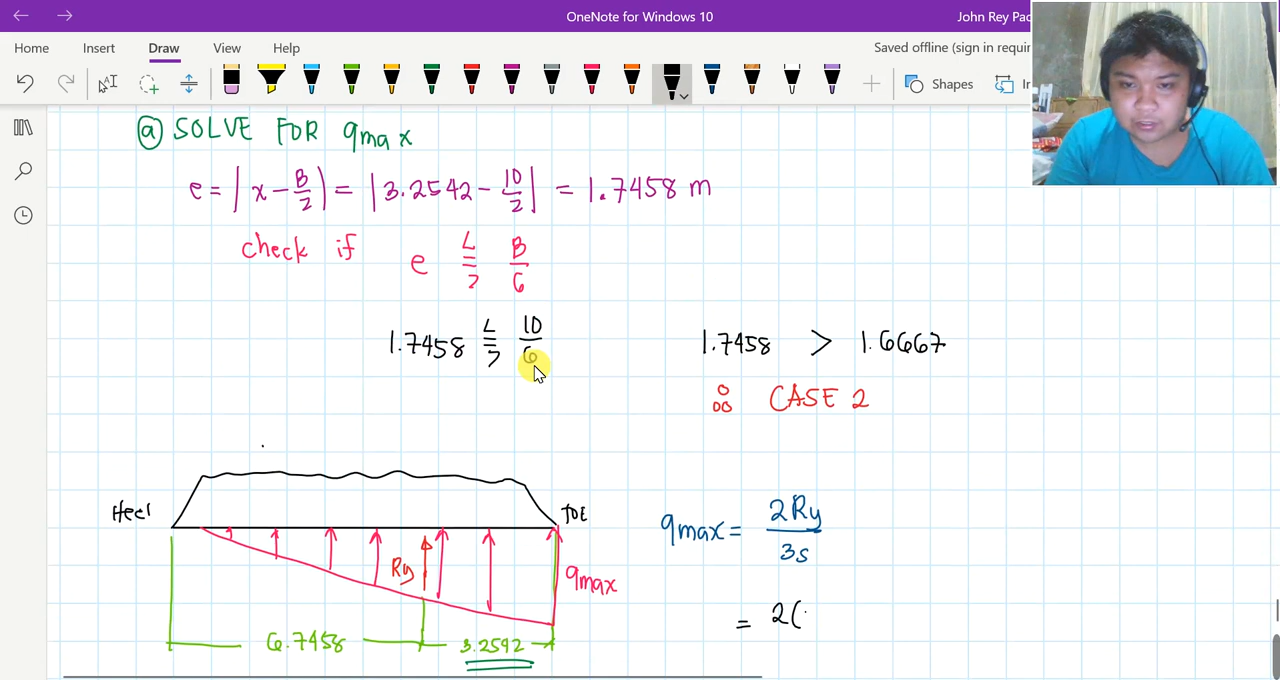 OneNote for Windows 10
John Rey Pac
Home Insert Draw View Help
Saved offline (sign in requir
Shapes
In
ⓐ SOLVE FOR qmax
e = | x - B/2 | = | 3.2542 - 10/2 | = 1.7458 m
check if e < = > B/6
1.7458 < = > 10/6
1.7458 > 1.6667
∴ CASE 2
Heel
TOE
qmax = 2Ry/3s
Ry
qmax
= 2(
6.7458
3.2542